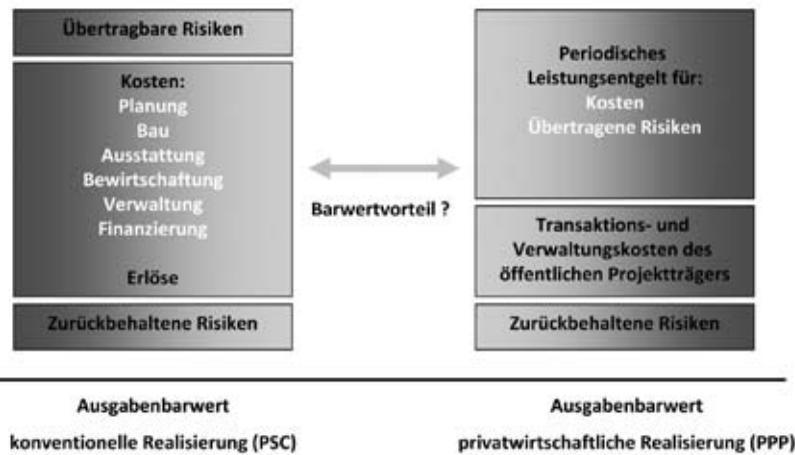 Übertragbare Risiken
Kosten:
Planung
Bau
Ausstattung
Bewirtschaftung
Verwaltung
Finanzierung
Erlöse
Zurückbehaltene Risiken
Barwertvorteil ?
Periodisches
Leistungsentgelt für:
Kosten
Übertragene Risiken
Transaktions- und
Verwaltungskosten des
öffentlichen Projektträgers
Zurückbehaltene Risiken
Ausgabenbarwert
konventionelle Realisierung (PSC)
Ausgabenbarwert
privatwirtschaftliche Realisierung (PPP)